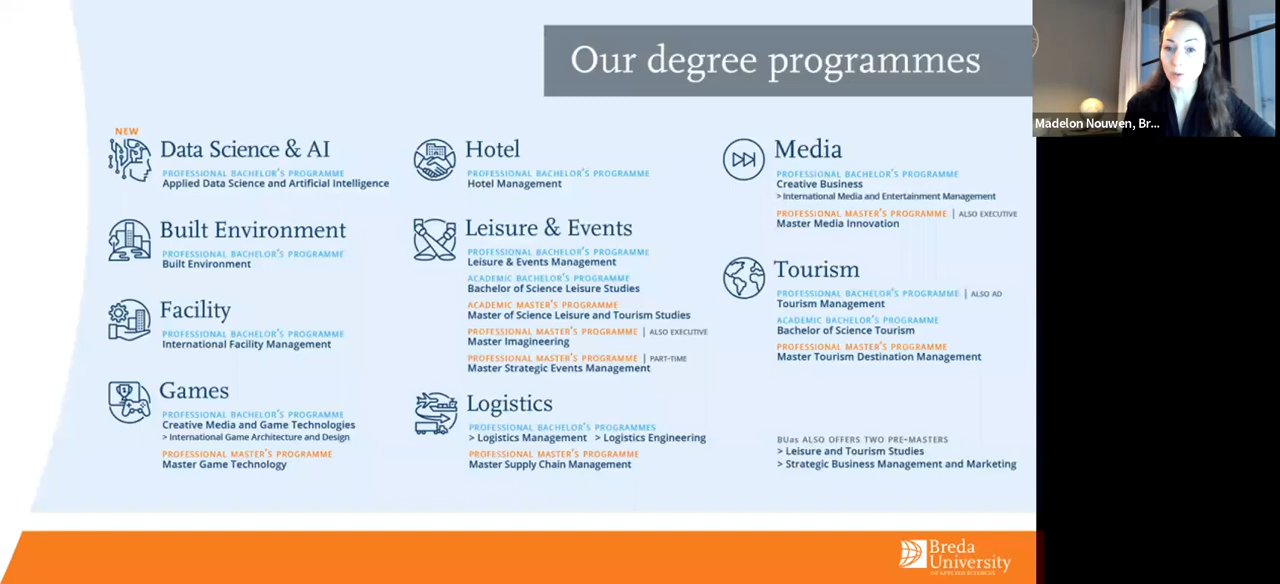 Our degree programmes
Madelon Nouwen, Br...
NEW
Data Science & AI
PROFESSIONAL BACHELOR'S PROGRAMME
Applied Data Science and Artificial Intelligence
Built Environment
PROFESSIONAL BACHELOR'S PROGRAMME
Built Environment
Facility
PROFESSIONAL BACHELOR'S PROGRAMME
International Facility Management
Games
PROFESSIONAL BACHELOR'S PROGRAMME
Creative Media and Game Technologies
> International Game Architecture and Design
PROFESSIONAL MASTER'S PROGRAMME
Master Game Technology
Hotel
PROFESSIONAL BACHELOR'S PROGRAMME
Hotel Management
Leisure & Events
PROFESSIONAL BACHELOR'S PROGRAMME
Leisure & Events Management
ACADEMIC BACHELOR'S PROGRAMME
Bachelor of Science Leisure Studies
ACADEMIC MASTER'S PROGRAMME
Master of Science Leisure and Tourism Studies
PROFESSIONAL MASTER'S PROGRAMME | ALSO EXECUTIVE
Master Imagineering
PROFESSIONAL MASTER'S PROGRAMME | PART-TIME
Master Strategic Events Management
Logistics
PROFESSIONAL BACHELOR'S PROGRAMMES
> Logistics Management > Logistics Engineering
PROFESSIONAL MASTER'S PROGRAMME
Master Supply Chain Management
Media
PROFESSIONAL BACHELOR'S PROGRAMME
Creative Business
> International Media and Entertainment Management
PROFESSIONAL MASTER'S PROGRAMME | ALSO EXECUTIVE
Master Media Innovation
Tourism
PROFESSIONAL BACHELOR'S PROGRAMME | ALSO AD
Tourism Management
ACADEMIC BACHELOR'S PROGRAMME
Bachelor of Science Tourism
PROFESSIONAL MASTER'S PROGRAMME
Master Tourism Destination Management
BUas ALSO OFFERS TWO PRE-MASTERS
> Leisure and Tourism Studies
> Strategic Business Management and Marketing
Breda
University
OF APPLIED SCIENCES